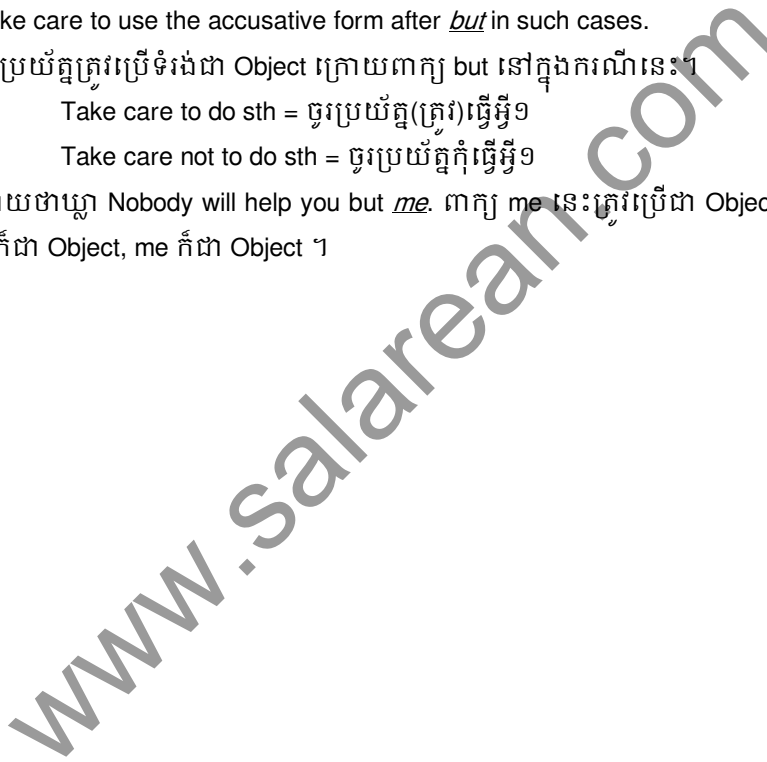 ke care to use the accusative form after but in such cases.
ប្រយ័ត្នត្រូវប្រើទំរង់ជា Object ក្រោយពាក្យ but នៅក្នុងករណីនេះ។
Take care to do sth = ចូរប្រយ័ត្ន(ត្រូវ)ធ្វើអ្វី១
Take care not to do sth = ចូរប្រយ័ត្នកុំធ្វើអ្វី១
យថាឃ្លា Nobody will help you but me. ពាក្យ me នេះត្រូវប្រើជា Objec
ក៏ជា Object, me ក៏ជា Object ។
www.salarean.com